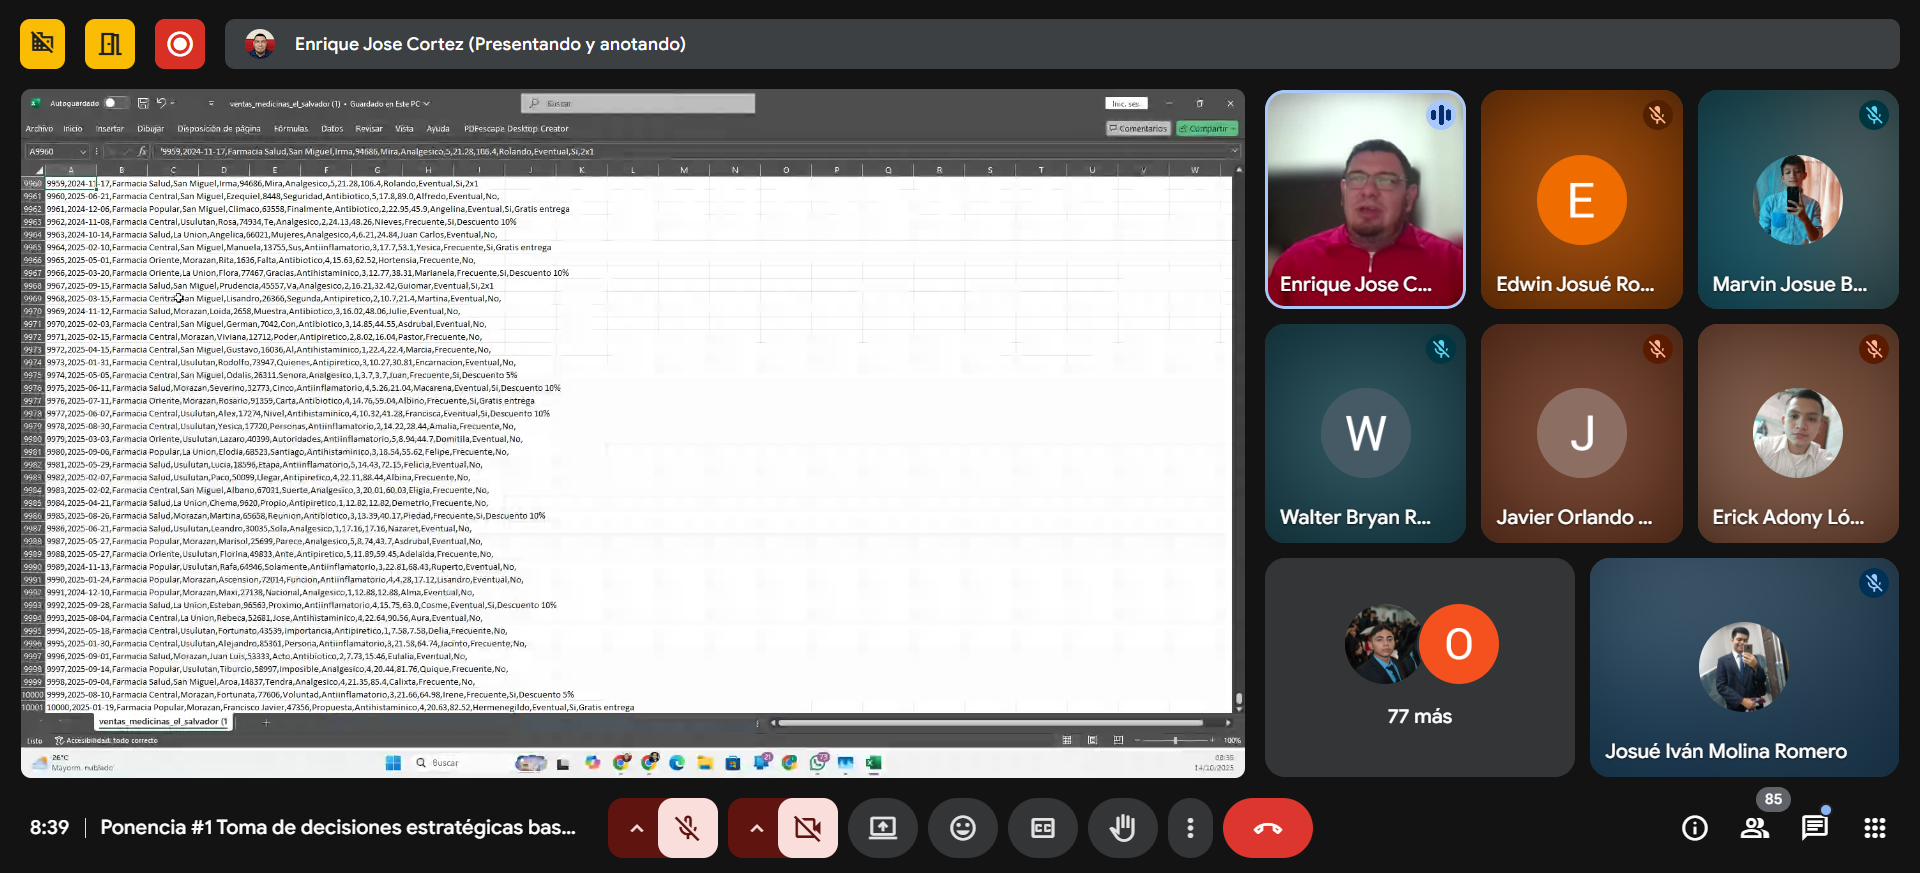 Enrique Jose Cortez (Presentando y anotando)
Autoguardado
ventas_medicinas_el_salvador (1) • Guardado en Este PC
Buscar
Inic. ses.
Archivo Inicio Insertar Dibujar Disposición de página Fórmulas Datos Revisar Vista Ayuda PDFescape Desktop Creator
Comentarios Compartir
A9960 fx '9959,2024-11-17,Farmacia Salud,San Miguel,Irma,94686,Mira,Analgesico,5,21.28,106.4,Rolando,Eventual,Si,2x1
A B C D E F G H I J K L M N O P Q R S T U V W
9960 9959,2024-11-17,Farmacia Salud,San Miguel,Irma,94686,Mira,Analgesico,5,21.28,106.4,Rolando,Eventual,Si,2x1
9961 9960,2025-06-21,Farmacia Central,San Miguel,Ezequiel,8448,Seguridad,Antibiotico,5,17.8,89.0,Alfredo,Eventual,No,
9962 9961,2024-12-06,Farmacia Popular,San Miguel,Climaco,63558,Finalmente,Antibiotico,2,22.95,45.9,Angelina,Eventual,Si,Gratis entrega
9963 9962,2024-11-08,Farmacia Central,Usulutan,Rosa,74934,Te,Analgesico,2,24.13,48.26,Nieves,Frecuente,Si,Descuento 10%
9964 9963,2024-10-14,Farmacia Salud,La Union,Angelica,66021,Mujeres,Analgesico,4,6.21,24.84,Juan Carlos,Eventual,No,
9965 9964,2025-02-10,Farmacia Central,San Miguel,Manuela,13755,Sus,Antiinflamatorio,3,17.7,53.1,Yesica,Frecuente,Si,Gratis entrega
9966 9965,2025-05-01,Farmacia Oriente,Morazan,Rita,1636,Falta,Antibiotico,4,15.63,62.52,Hortensia,Frecuente,No,
9967 9966,2025-03-20,Farmacia Oriente,La Union,Flora,77467,Gracias,Antihistaminico,3,12.77,38.31,Marianela,Frecuente,Si,Descuento 10%
9968 9967,2025-09-15,Farmacia Salud,San Miguel,Prudencia,45557,Va,Analgesico,2,16.21,32.42,Guiomar,Eventual,Si,2x1
9969 9968,2025-03-15,Farmacia Central,San Miguel,Lisandro,26366,Segunda,Antipiretico,2,10.7,21.4,Martina,Eventual,No,
9970 9969,2024-11-12,Farmacia Salud,Morazan,Loida,2658,Muestra,Antibiotico,3,16.02,48.06,Julie,Eventual,No,
9971 9970,2025-02-03,Farmacia Central,San Miguel,German,7042,Con,Antibiotico,3,14.85,44.55,Asdrubal,Eventual,No,
9972 9971,2025-02-15,Farmacia Central,Morazan,Viviana,12712,Poder,Antipiretico,2,8.02,16.04,Pastor,Frecuente,No,
9973 9972,2025-04-15,Farmacia Central,San Miguel,Gustavo,16036,Al,Antihistaminico,1,22.4,22.4,Marcia,Frecuente,No,
9974 9973,2025-01-31,Farmacia Central,Usulutan,Rodolfo,73947,Quienes,Antipiretico,3,10.27,30.81,Encarnacion,Eventual,No,
9975 9974,2025-05-05,Farmacia Central,San Miguel,Odalis,26311,Senora,Analgesico,1,3.7,3.7,Juan,Frecuente,Si,Descuento 5%
9976 9975,2025-06-11,Farmacia Salud,Morazan,Severino,32773,Cinco,Antiinflamatorio,4,5.26,21.04,Macarena,Eventual,Si,Descuento 10%
9977 9976,2025-07-11,Farmacia Oriente,Morazan,Rosario,91359,Carta,Antibiotico,4,14.76,59.04,Albino,Frecuente,Si,Gratis entrega
9978 9977,2025-06-07,Farmacia Central,Usulutan,Alex,17274,Nivel,Antihistaminico,4,10.32,41.28,Francisca,Eventual,Si,Descuento 10%
9979 9978,2025-08-30,Farmacia Central,Usulutan,Yesica,17720,Personas,Antiinflamatorio,2,14.22,28.44,Amalia,Frecuente,No,
9980 9979,2025-03-03,Farmacia Oriente,Usulutan,Lazaro,40399,Autoridades,Antiinflamatorio,5,8.94,44.7,Domitila,Eventual,No,
9981 9980,2025-09-06,Farmacia Popular,La Union,Elodia,68523,Santiago,Antihistaminico,3,18.54,55.62,Felipe,Frecuente,No,
9982 9981,2025-05-29,Farmacia Salud,Usulutan,Lucia,18596,Etapa,Antiinflamatorio,5,14.43,72.15,Felicia,Eventual,No,
9983 9982,2025-02-07,Farmacia Salud,Usulutan,Paco,50099,Llegar,Antipiretico,4,22.11,88.44,Albina,Frecuente,No,
9984 9983,2025-02-02,Farmacia Central,San Miguel,Albano,67031,Suerte,Analgesico,3,20.01,60.03,Eligia,Frecuente,No,
9985 9984,2025-04-21,Farmacia Salud,La Union,Chema,9620,Propio,Antipiretico,1,12.82,12.82,Demetrio,Frecuente,No,
9986 9985,2025-08-26,Farmacia Salud,Morazan,Martina,65658,Reunion,Antibiotico,3,13.39,40.17,Piedad,Frecuente,Si,Descuento 10%
9987 9986,2025-06-21,Farmacia Salud,Usulutan,Leandro,30035,Sola,Analgesico,1,17.16,17.16,Nazaret,Eventual,No,
9988 9987,2025-05-27,Farmacia Popular,Morazan,Marisol,25699,Parece,Analgesico,5,8.74,43.7,Asdrubal,Eventual,No,
9989 9988,2025-05-27,Farmacia Oriente,Usulutan,Florina,49833,Ante,Antipiretico,5,11.89,59.45,Adelaida,Frecuente,No,
9990 9989,2024-11-13,Farmacia Popular,Usulutan,Rafa,64946,Solamente,Antiinflamatorio,3,22.81,68.43,Ruperto,Eventual,No,
9991 9990,2025-01-24,Farmacia Popular,Morazan,Ascension,72014,Funcion,Antiinflamatorio,4,4.28,17.12,Lisandro,Eventual,No,
9992 9991,2024-12-10,Farmacia Popular,Morazan,Maxi,27138,Nacional,Analgesico,1,12.88,12.88,Alma,Eventual,No,
9993 9992,2025-09-28,Farmacia Salud,La Union,Esteban,96563,Proximo,Antiinflamatorio,4,15.75,63.0,Cosme,Eventual,Si,Descuento 10%
9994 9993,2025-08-04,Farmacia Central,La Union,Rebeca,52681,Jose,Antihistaminico,4,22.64,90.56,Aura,Eventual,No,
9995 9994,2025-05-18,Farmacia Central,Usulutan,Fortunato,43539,Importancia,Antipiretico,1,7.58,7.58,Delia,Frecuente,No,
9996 9995,2025-01-30,Farmacia Central,Usulutan,Alejandro,85361,Persona,Antiinflamatorio,3,21.58,64.74,Jacinto,Frecuente,No,
9997 9996,2025-09-01,Farmacia Salud,Morazan,Juan Luis,53333,Acto,Antibiotico,2,7.73,15.46,Eulalia,Eventual,No,
9998 9997,2025-09-14,Farmacia Popular,Usulutan,Tiburcio,58997,Imposible,Analgesico,4,20.44,81.76,Quique,Frecuente,No,
9999 9998,2025-09-04,Farmacia Salud,San Miguel,Aroa,14837,Tendra,Analgesico,4,21.35,85.4,Calixta,Frecuente,No,
10000 9999,2025-08-10,Farmacia Central,Morazan,Fortunata,77606,Voluntad,Antiinflamatorio,3,21.66,64.98,Irene,Frecuente,Si,Descuento 5%
10001 10000,2025-01-19,Farmacia Popular,Morazan,Francisco Javier,47356,Propuesta,Antihistaminico,4,20.63,82.52,Hermenegildo,Eventual,Si,Gratis entrega
ventas_medicinas_el_salvador (1
Listo Accesibilidad: todo correcto 100%
26°C
Mayorm. nublado
Buscar
08:36
14/10/2025
Enrique Jose C...
Edwin Josué Ro...
Marvin Josue B...
W
Walter Bryan R...
J
Javier Orlando ...
Erick Adony Ló...
E
O
77 más
Josué Iván Molina Romero
8:39 | Ponencia #1 Toma de decisiones estratégicas bas...
85